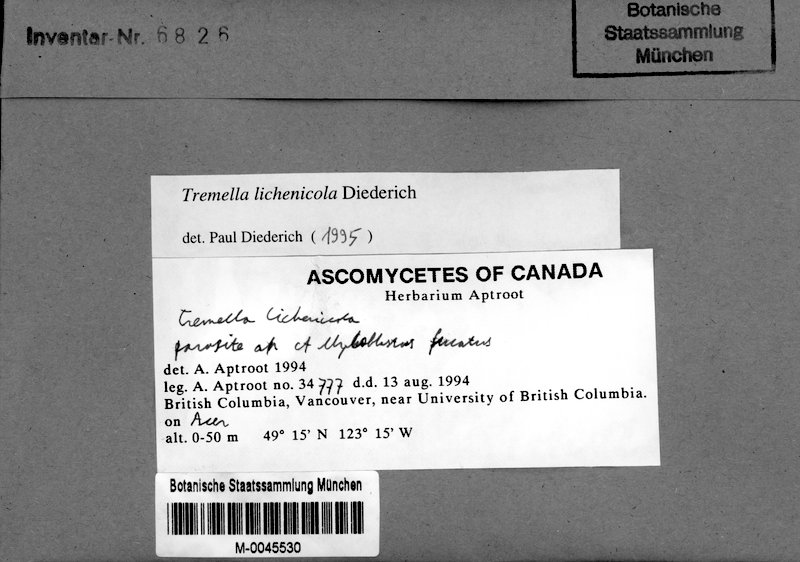 Inventar-Nr. 6826
Botanische
Staatssammlung
München
Tremella lichenicola Diederich
det. Paul Diederich (1995)
ASCOMYCETES OF CANADA
Herbarium Aptroot
Tremella lichenicola
parasite
det. A. Aptroot 1994
leg. A. Aptroot no. 34777 d.d. 13 aug. 1994
British Columbia, Vancouver, near University of British Columbia.
on Acer
alt. 0-50 m 49° 15' N 123° 15' W
Botanische Staatssammlung München
M-0045530